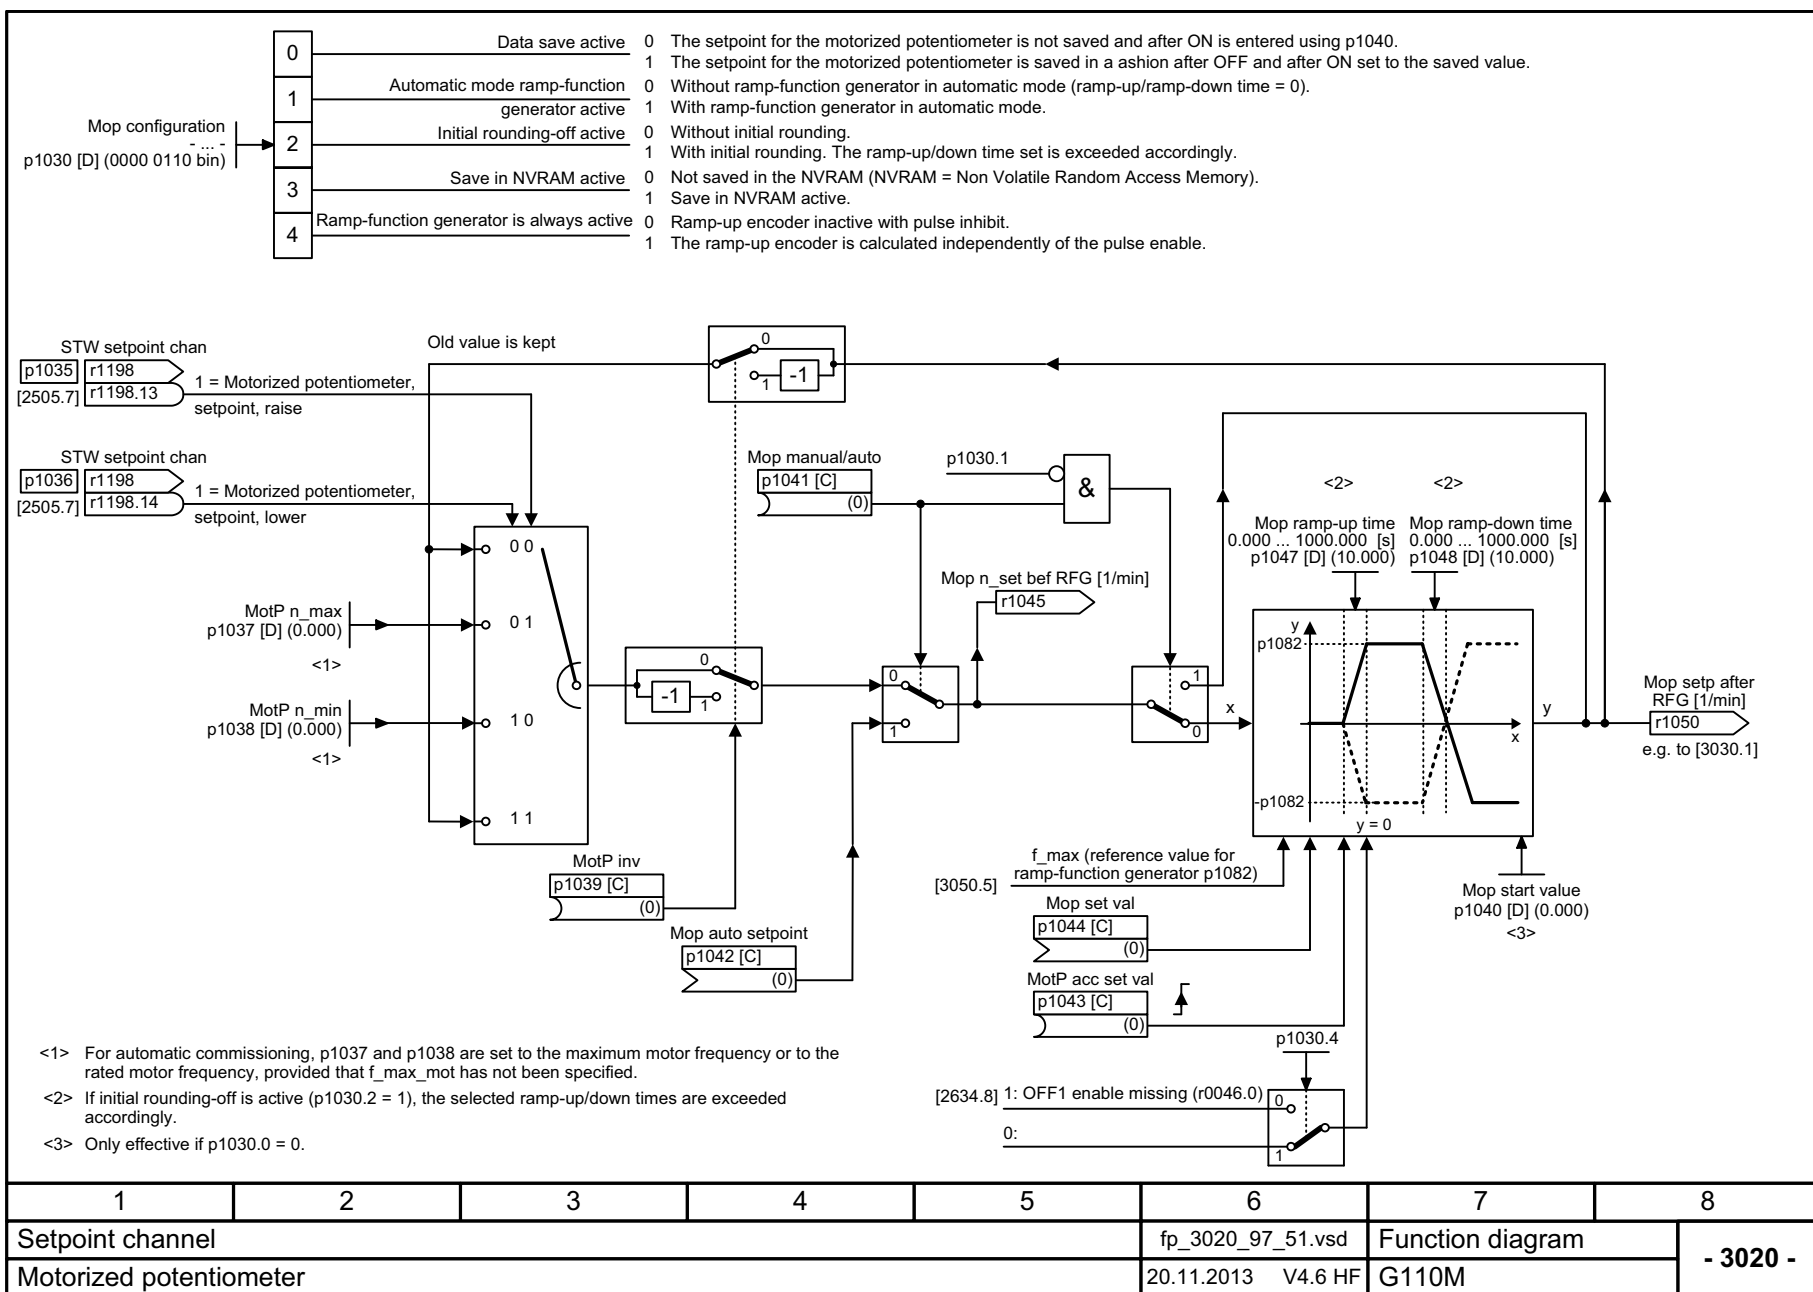 0
Data save active
0 The setpoint for the motorized potentiometer is not saved and after ON is entered using p1040.
1 The setpoint for the motorized potentiometer is saved in a ashion after OFF and after ON set to the saved value.
1
Automatic mode ramp-function
generator active
0 Without ramp-function generator in automatic mode (ramp-up/ramp-down time = 0).
1 With ramp-function generator in automatic mode.
Mop configuration
- ... -
p1030 [D] (0000 0110 bin)
2
Initial rounding-off active
0 Without initial rounding.
1 With initial rounding. The ramp-up/down time set is exceeded accordingly.
3
Save in NVRAM active
0 Not saved in the NVRAM (NVRAM = Non Volatile Random Access Memory).
1 Save in NVRAM active.
4
Ramp-function generator is always active
0 Ramp-up encoder inactive with pulse inhibit.
1 The ramp-up encoder is calculated independently of the pulse enable.
STW setpoint chan
p1035 r1198
[2505.7] r1198.13
1 = Motorized potentiometer,
setpoint, raise
Old value is kept
0
1
-1
STW setpoint chan
p1036 r1198
[2505.7] r1198.14
1 = Motorized potentiometer,
setpoint, lower
Mop manual/auto
p1041 [C]
(0)
p1030.1
&
<2>
<2>
Mop ramp-up time
0.000 ... 1000.000 [s]
p1047 [D] (10.000)
Mop ramp-down time
0.000 ... 1000.000 [s]
p1048 [D] (10.000)
0 0
0 1
1 0
1 1
MotP n_max
p1037 [D] (0.000)
<1>
MotP n_min
p1038 [D] (0.000)
<1>
0
-1
1
0
1
Mop n_set bef RFG [1/min]
r1045
1
0
x
y
p1082
-p1082
x
y = 0
y
Mop setp after
RFG [1/min]
r1050
e.g. to [3030.1]
MotP inv
p1039 [C]
(0)
Mop auto setpoint
p1042 [C]
(0)
[3050.5]
f_max (reference value for
ramp-function generator p1082)
Mop set val
p1044 [C]
(0)
MotP acc set val
p1043 [C]
(0)
Mop start value
p1040 [D] (0.000)
<3>
p1030.4
[2634.8] 1: OFF1 enable missing (r0046.0)
0
0:
1
<1> For automatic commissioning, p1037 and p1038 are set to the maximum motor frequency or to the
rated motor frequency, provided that f_max_mot has not been specified.
<2> If initial rounding-off is active (p1030.2 = 1), the selected ramp-up/down times are exceeded
accordingly.
<3> Only effective if p1030.0 = 0.
1 2 3 4 5 6 7 8
Setpoint channel
fp_3020_97_51.vsd
Function diagram
- 3020 -
Motorized potentiometer
20.11.2013 V4.6 HF
G110M